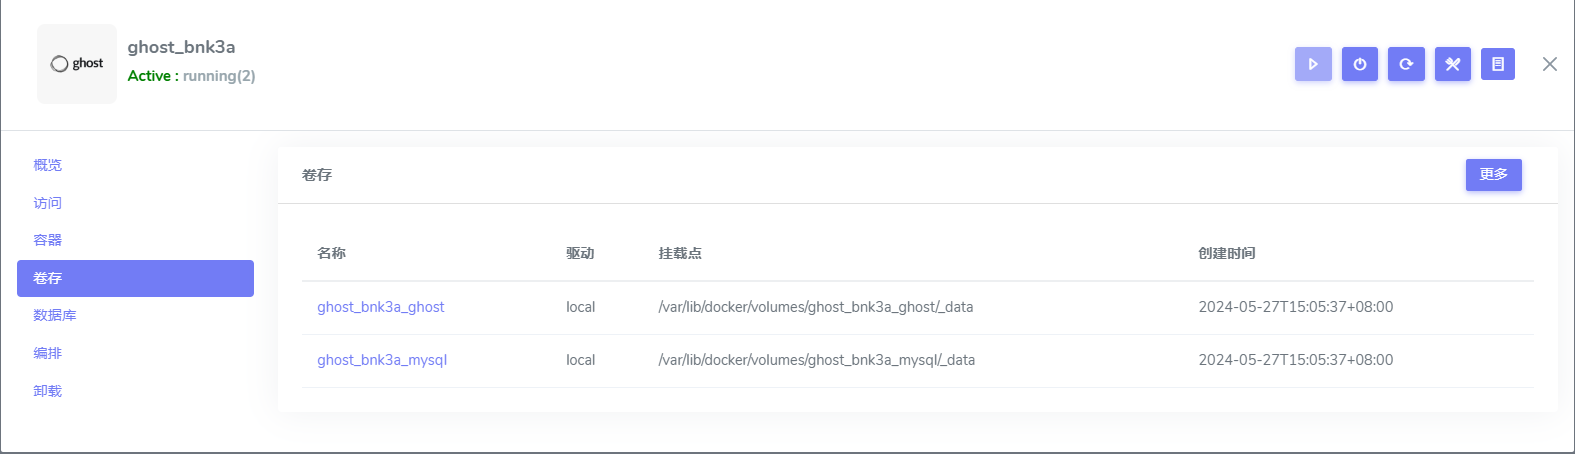 ghost
ghost_bnk3a
Active : running(2)
概览
访问
容器
卷存
数据库
编排
卸载
卷存
更多
名称 驱动 挂载点 创建时间
ghost_bnk3a_ghost local /var/lib/docker/volumes/ghost_bnk3a_ghost/_data 2024-05-27T15:05:37+08:00
ghost_bnk3a_mysql local /var/lib/docker/volumes/ghost_bnk3a_mysql/_data 2024-05-27T15:05:37+08:00